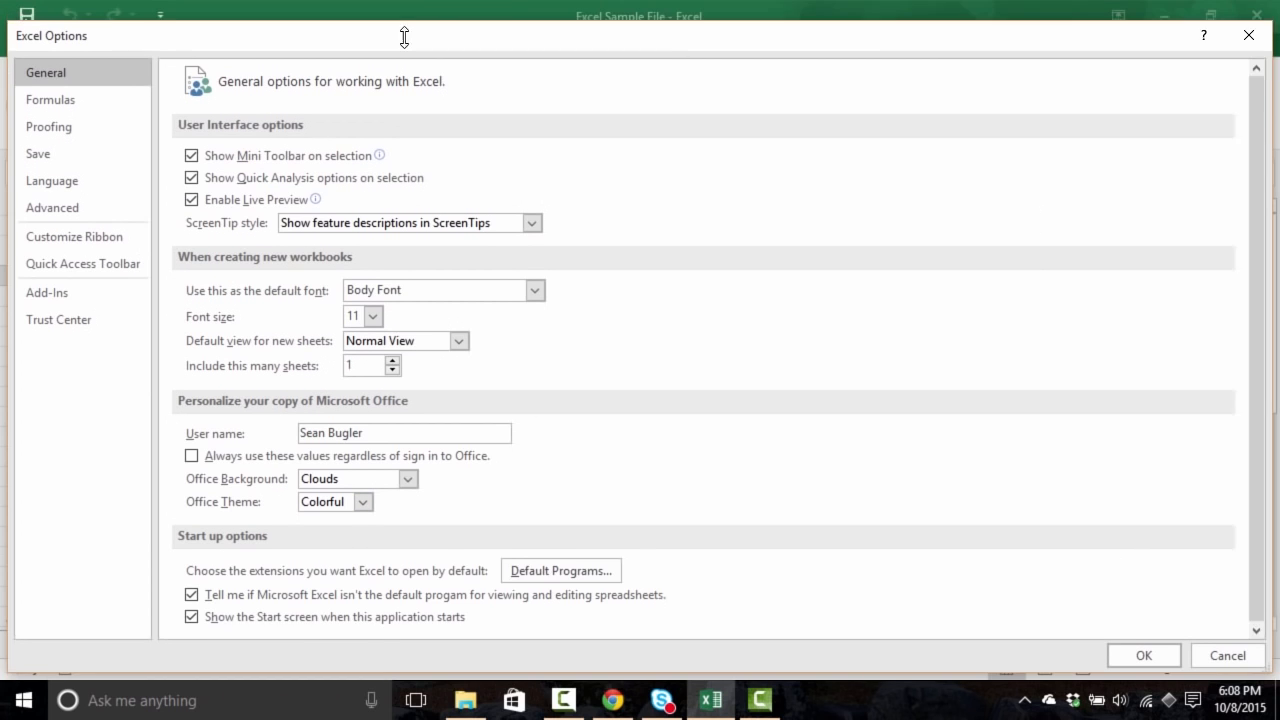 Excel Sample File - Excel
Excel Options
?
General
Formulas
Proofing
Save
Language
Advanced
Customize Ribbon
Quick Access Toolbar
Add-Ins
Trust Center
General options for working with Excel.
User Interface options
Show Mini Toolbar on selection
Show Quick Analysis options on selection
Enable Live Preview
ScreenTip style: Show feature descriptions in ScreenTips
When creating new workbooks
Use this as the default font: Body Font
Font size: 11
Default view for new sheets: Normal View
Include this many sheets: 1
Personalize your copy of Microsoft Office
User name: Sean Bugler
Always use these values regardless of sign in to Office.
Office Background: Clouds
Office Theme: Colorful
Start up options
Choose the extensions you want Excel to open by default: Default Programs...
Tell me if Microsoft Excel isn't the default progam for viewing and editing spreadsheets.
Show the Start screen when this application starts
OK Cancel
Ask me anything
6:08 PM
10/8/2015